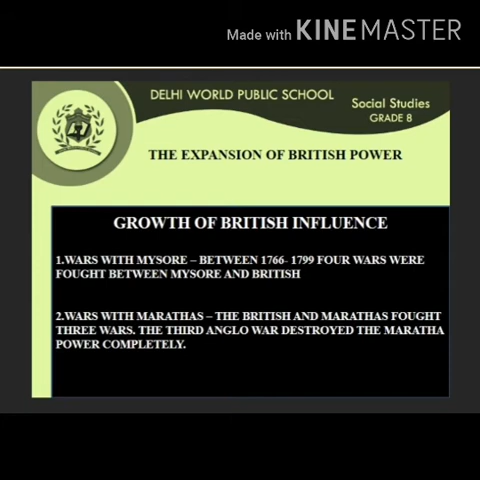 Made with KINEMASTER
DELHI WORLD PUBLIC SCHOOL
Social Studies
GRADE 8
THE EXPANSION OF BRITISH POWER
GROWTH OF BRITISH INFLUENCE
1.WARS WITH MYSORE – BETWEEN 1766- 1799 FOUR WARS WERE
FOUGHT BETWEEN MYSORE AND BRITISH
2.WARS WITH MARATHAS – THE BRITISH AND MARATHAS FOUGHT
THREE WARS. THE THIRD ANGLO WAR DESTROYED THE MARATHA
POWER COMPLETELY.